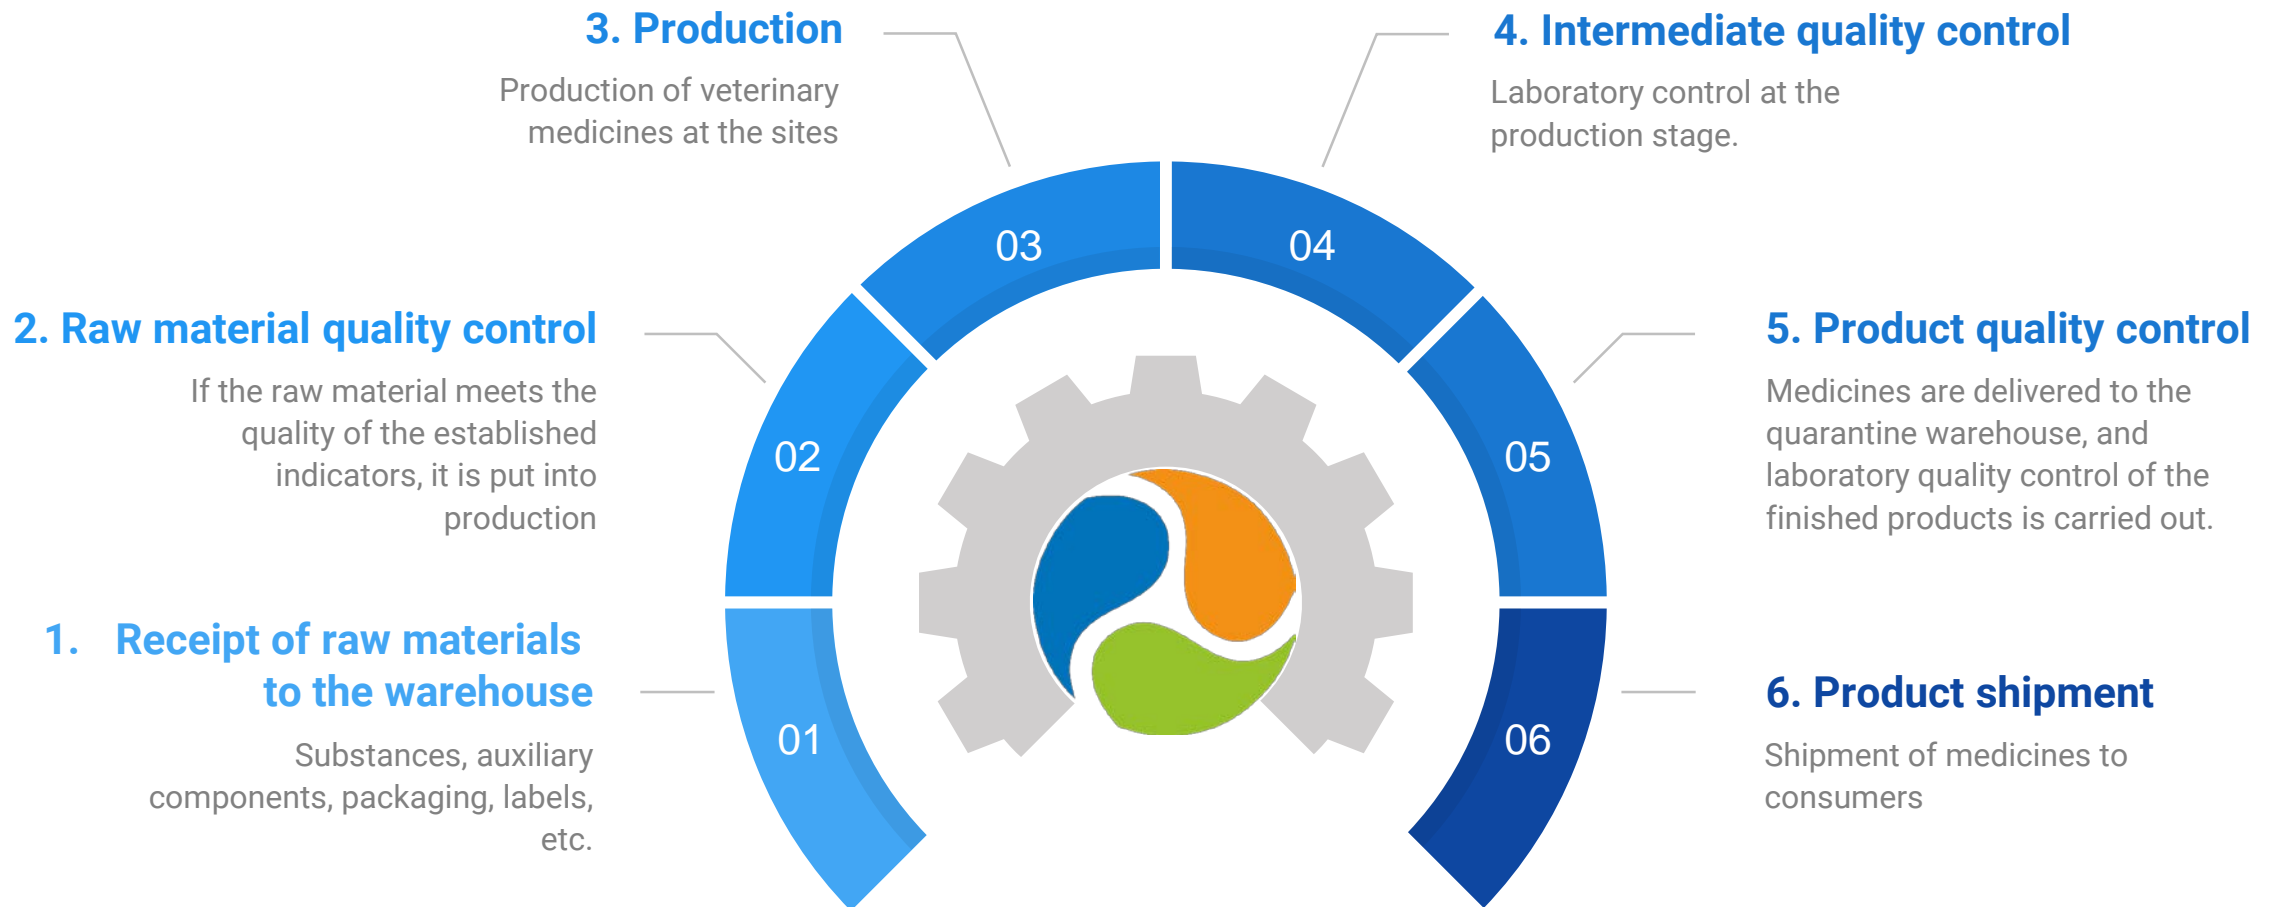 3. Production
Production of veterinary
medicines at the sites
4. Intermediate quality control
Laboratory control at the
production stage.
03
04
2. Raw material quality control
If the raw material meets the
quality of the established
indicators, it is put into
production
02
05
5. Product quality control
Medicines are delivered to the
quarantine warehouse, and
laboratory quality control of the
finished products is carried out.
1. Receipt of raw materials
to the warehouse
Substances, auxiliary
components, packaging, labels,
etc.
01
06
6. Product shipment
Shipment of medicines to
consumers